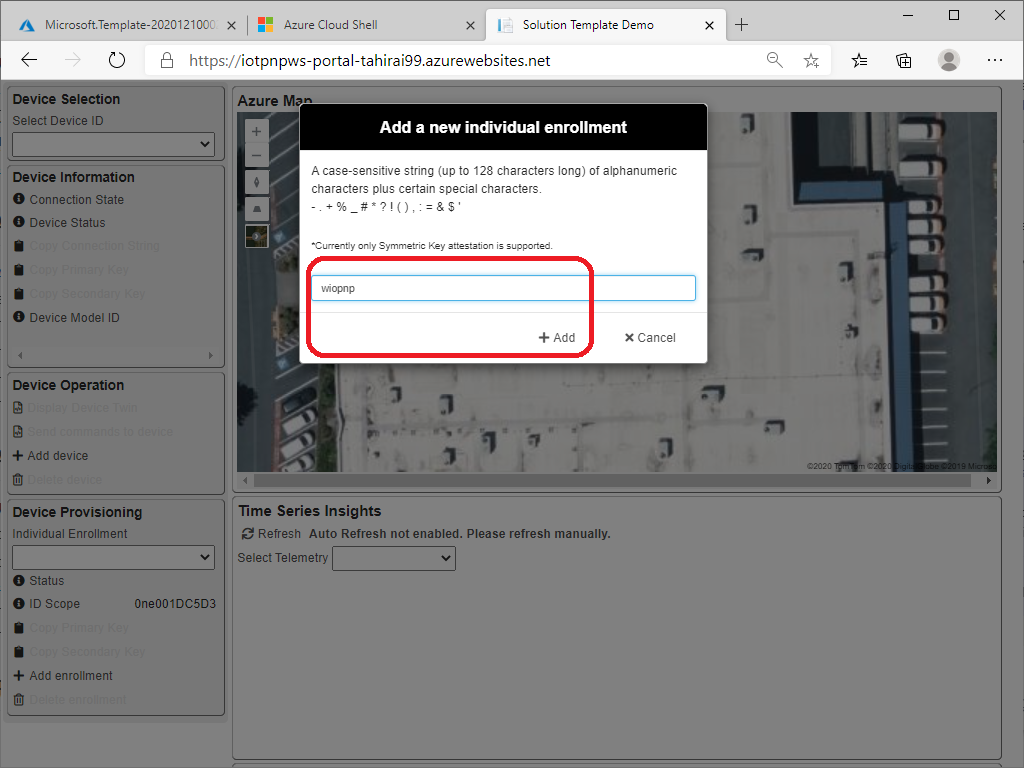 Microsoft.Template-2020121000
Azure Cloud Shell
Solution Template Demo
https://iotpnpws-portal-tahirai99.azurewebsites.net
Device Selection
Select Device ID
Device Information
Connection State
Device Status
Copy Connection String
Copy Primary Key
Copy Secondary Key
Device Model ID
Device Operation
Display Device Twin
Send commands to device
Add device
Delete device
Device Provisioning
Individual Enrollment
Status
ID Scope 0ne001DC5D3
Copy Primary Key
Copy Secondary Key
Add enrollment
Delete enrollment
Azure Map
Add a new individual enrollment
A case-sensitive string (up to 128 characters long) of alphanumeric
characters plus certain special characters.
- . + % _ # * ? ! ( ) , : = & $ '
*Currently only Symmetric Key attestation is supported.
wiopnp
+ Add
Cancel
©2020 TomTom ©2020 DigitalGlobe ©2019 Micros
Time Series Insights
Refresh Auto Refresh not enabled. Please refresh manually.
Select Telemetry